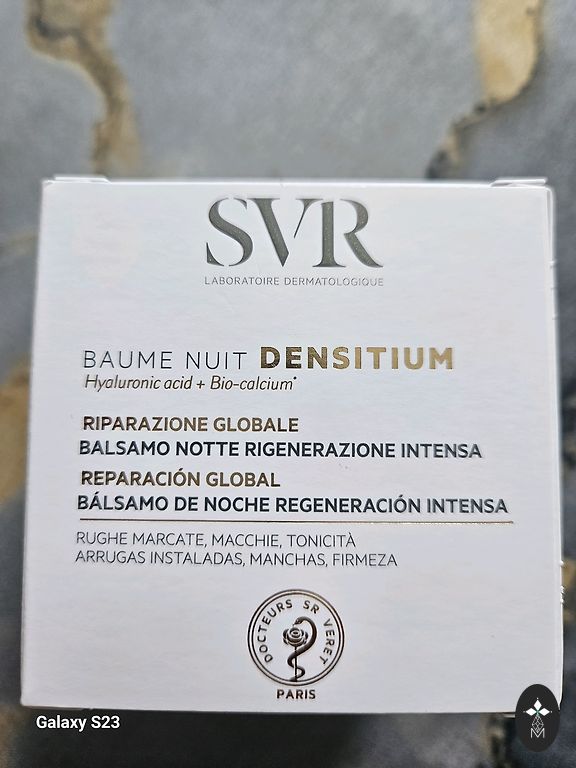 SVR
LABORATOIRE DERMATOLOGIQUE
BAUME NUIT DENSITIUM
Hyaluronic acid + Bio-calcium*
RIPARAZIONE GLOBALE
BALSAMO NOTTE RIGENERAZIONE INTENSA
REPARACIÓN GLOBAL
BÁLSAMO DE NOCHE REGENERACIÓN INTENSA
RUGHE MARCATE, MACCHIE, TONICITÀ
ARRUGAS INSTALADAS, MANCHAS, FIRMEZA
DOCTEURS SR VERET
PARIS
Galaxy S23
M